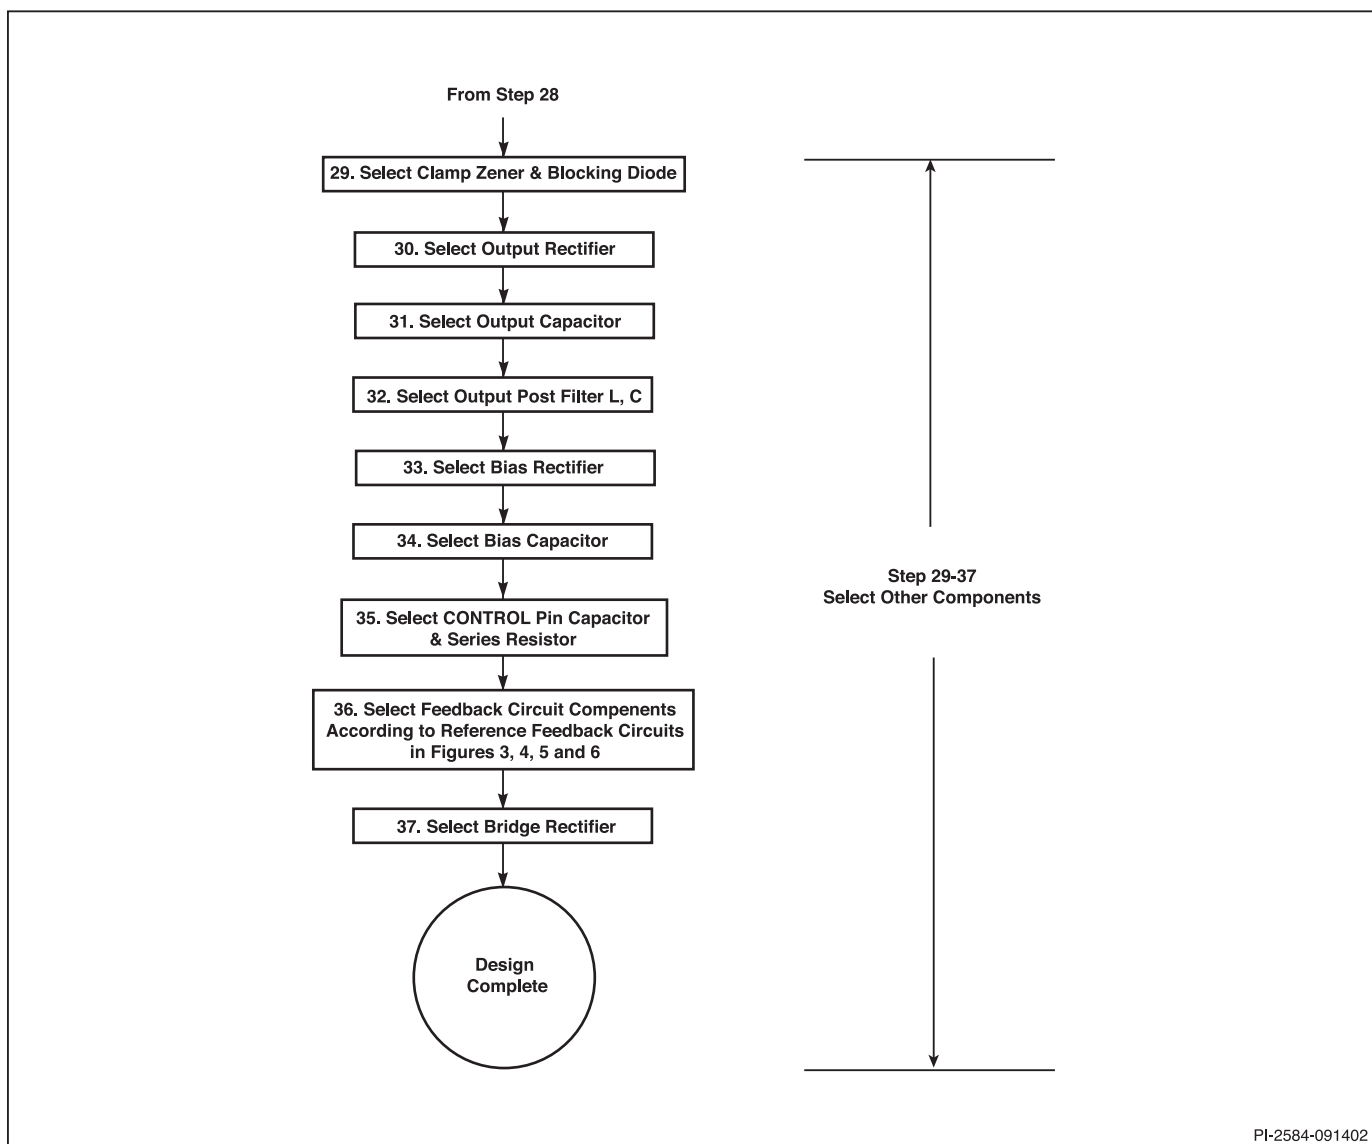 From Step 28
29. Select Clamp Zener & Blocking Diode
30. Select Output Rectifier
31. Select Output Capacitor
32. Select Output Post Filter L, C
33. Select Bias Rectifier
34. Select Bias Capacitor
35. Select CONTROL Pin Capacitor
& Series Resistor
36. Select Feedback Circuit Compenents
According to Reference Feedback Circuits
in Figures 3, 4, 5 and 6
37. Select Bridge Rectifier
Design
Complete
Step 29-37
Select Other Components
PI-2584-091402